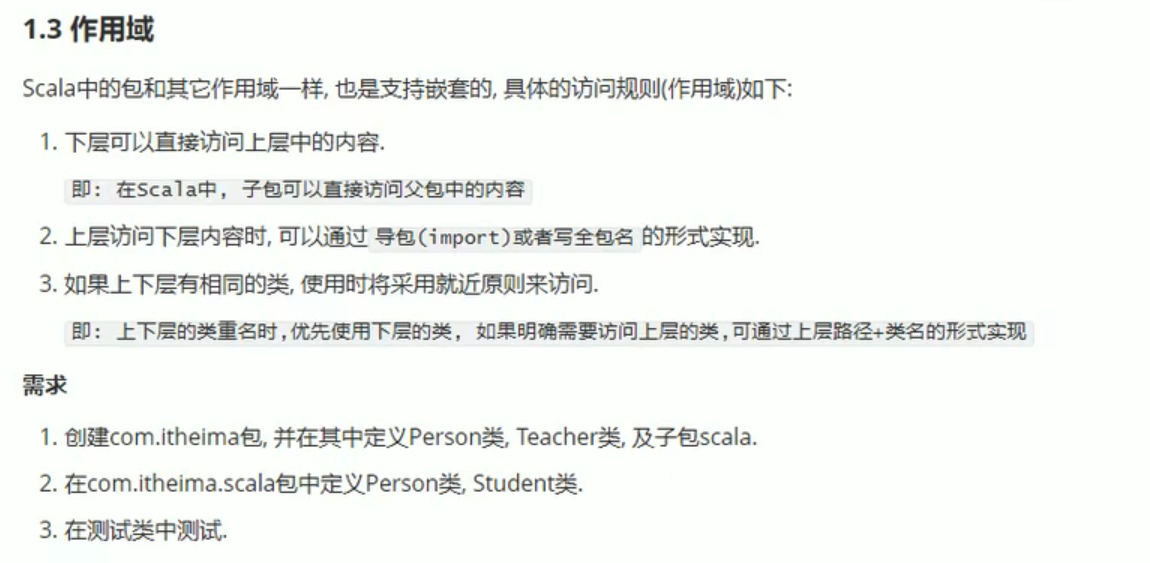 1.3 作用域
Scala中的包和其它作用域一样, 也是支持嵌套的, 具体的访问规则(作用域)如下:
1. 下层可以直接访问上层中的内容.
即: 在Scala中, 子包可以直接访问父包中的内容
2. 上层访问下层内容时, 可以通过 导包(import)或者写全包名 的形式实现.
3. 如果上下层有相同的类, 使用时将采用就近原则来访问.
即: 上下层的类重名时,优先使用下层的类, 如果明确需要访问上层的类,可通过上层路径+类名的形式实现
需求
1. 创建com.itheima包, 并在其中定义Person类, Teacher类, 及子包scala.
2. 在com.itheima.scala包中定义Person类, Student类.
3. 在测试类中测试.